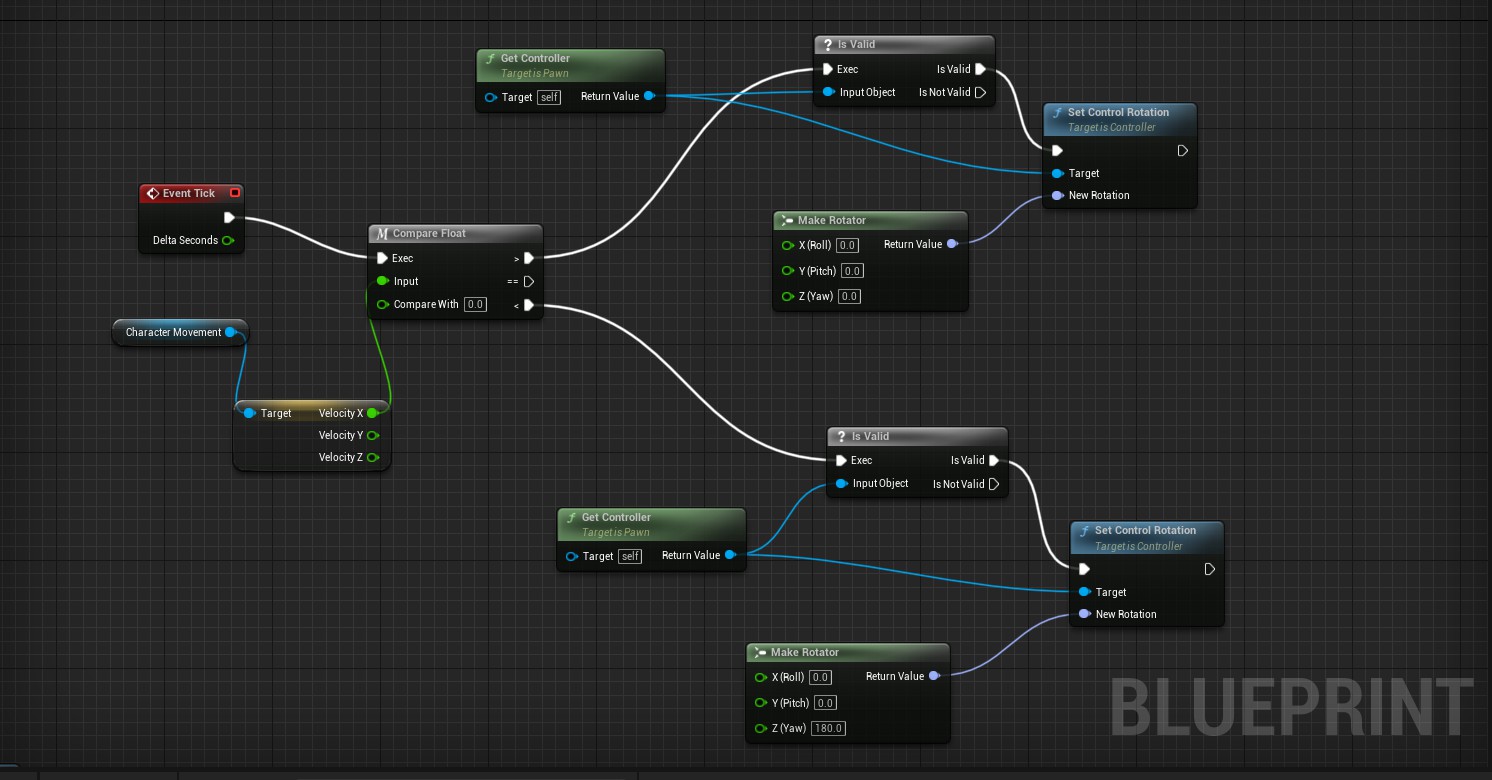 Get Controller
Target is Pawn
Target self Return Value
? Is Valid
Exec Is Valid
Input Object Is Not Valid
Set Control Rotation
Target is Controller
Target
New Rotation
Event Tick
Delta Seconds
Compare Float
Exec >
Input ==
Compare With 0.0 <
Make Rotator
X (Roll) 0.0 Return Value
Y (Pitch) 0.0
Z (Yaw) 0.0
Character Movement
Target Velocity X
Velocity Y
Velocity Z
? Is Valid
Exec Is Valid
Input Object Is Not Valid
Get Controller
Target is Pawn
Target self Return Value
Set Control Rotation
Target is Controller
Target
New Rotation
Make Rotator
X (Roll) 0.0 Return Value
Y (Pitch) 0.0
Z (Yaw) 180.0
BLUEPRINT